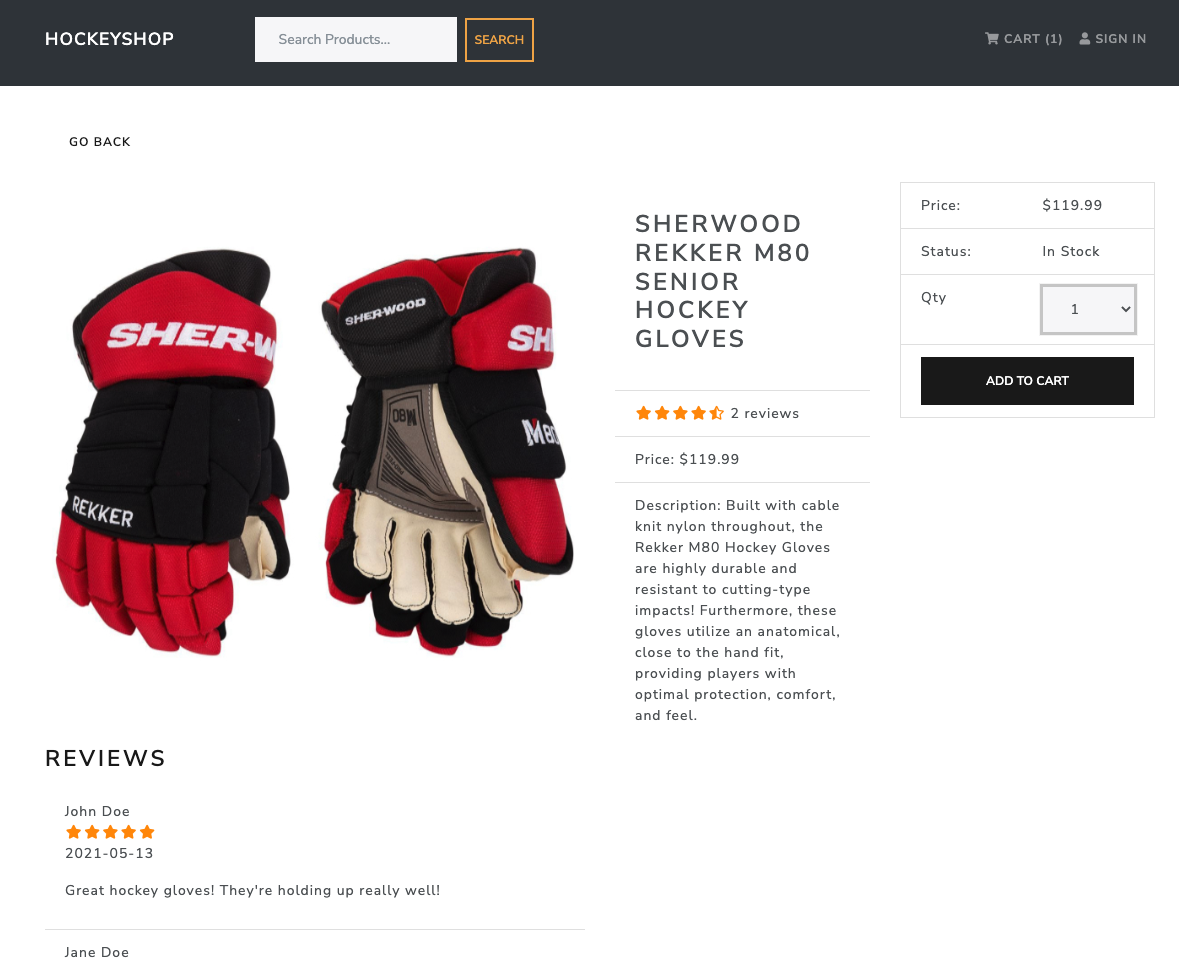 HOCKEYSHOP
Search Products...
SEARCH
CART (1)
SIGN IN
GO BACK
SHER-W
REKKER
SHER-WOOD
SH
M80
M80
SHERWOOD
REKKER M80
SENIOR
HOCKEY
GLOVES
2 reviews
Price: $119.99
Description: Built with cable
knit nylon throughout, the
Rekker M80 Hockey Gloves
are highly durable and
resistant to cutting-type
impacts! Furthermore, these
gloves utilize an anatomical,
close to the hand fit,
providing players with
optimal protection, comfort,
and feel.
Price: $119.99
Status: In Stock
Qty 1
ADD TO CART
REVIEWS
John Doe
2021-05-13
Great hockey gloves! They're holding up really well!
Jane Doe